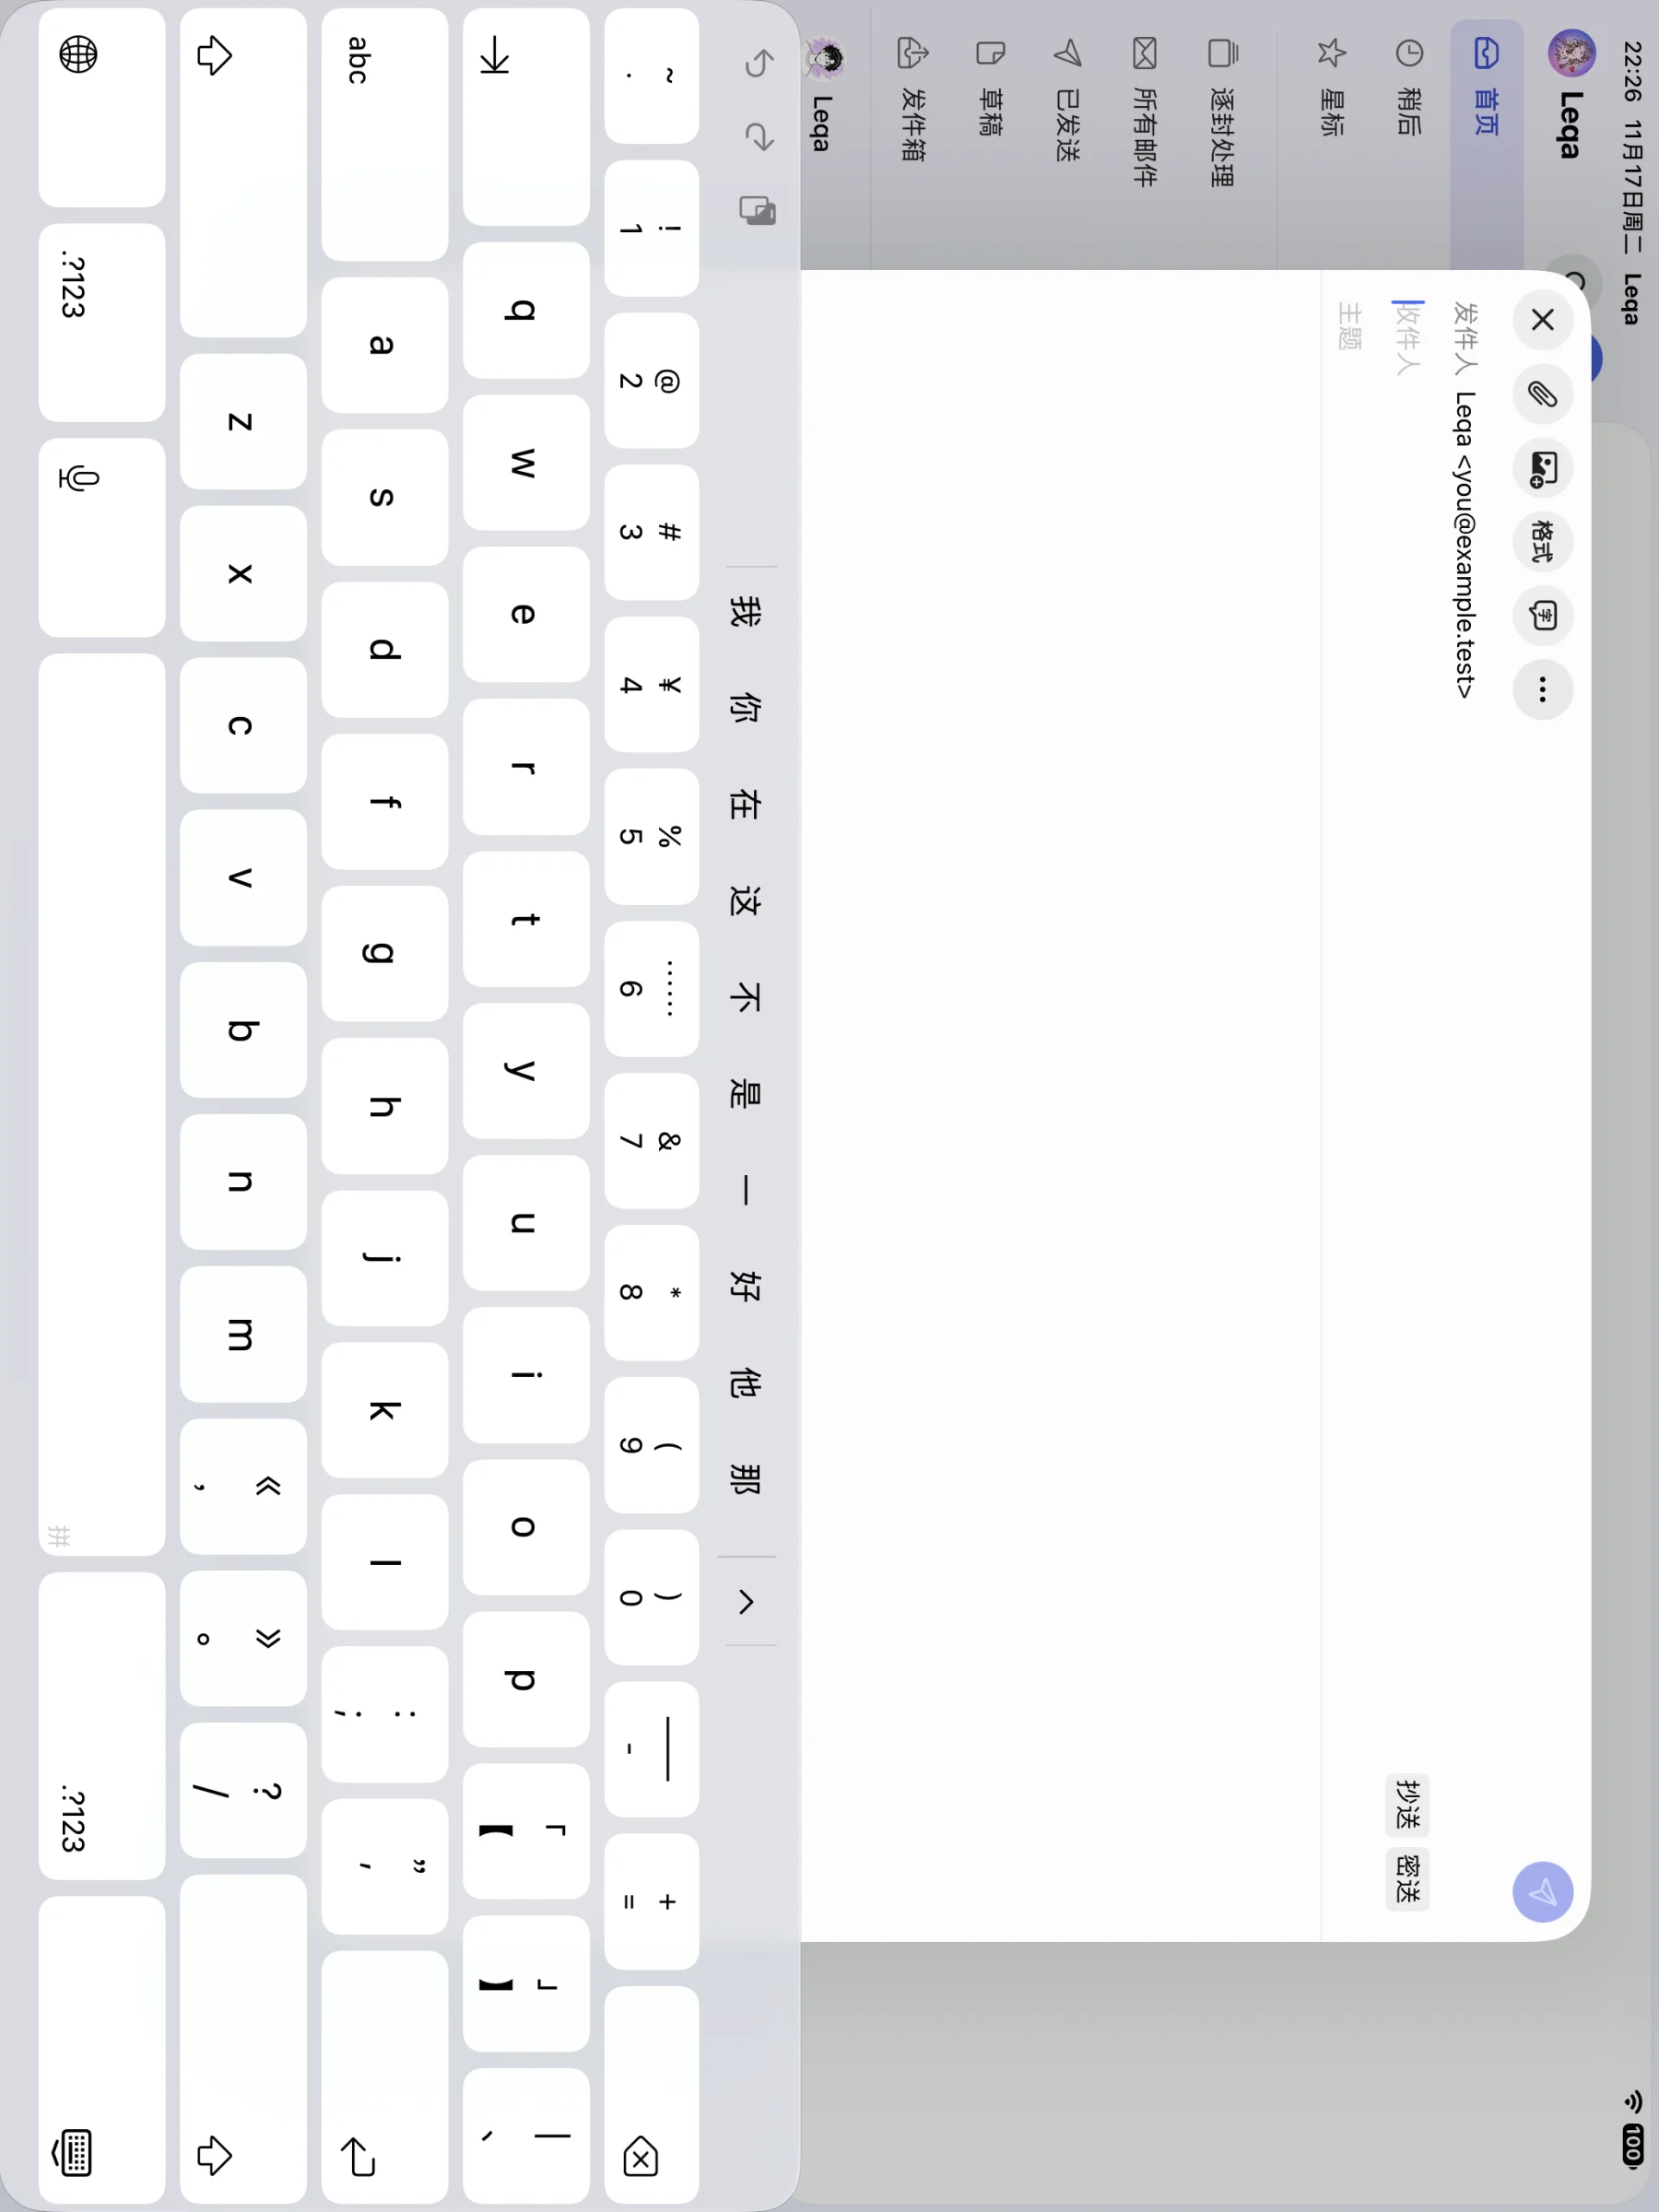 22:26 11月17日周二 Leqa
100
Leqa
首页
稍后
星标
逐封处理
所有邮件
已发送
草稿
发件箱
Leqa
格式
发件人 Leqa <you@example.test>
收件人
抄送 密送
主题
我 你 在 这 不 是 一 好 他 那
~ ! @ # ¥ % …… & * ( ) —— +
· 1 2 3 4 5 6 7 8 9 0 - =
q w e r t y u i o p 「 【 」 】 | 、
abc a s d f g h j k l : ; ” ’
z x c v b n m 《 , 》 。 ? /
.?123 拼 .?123